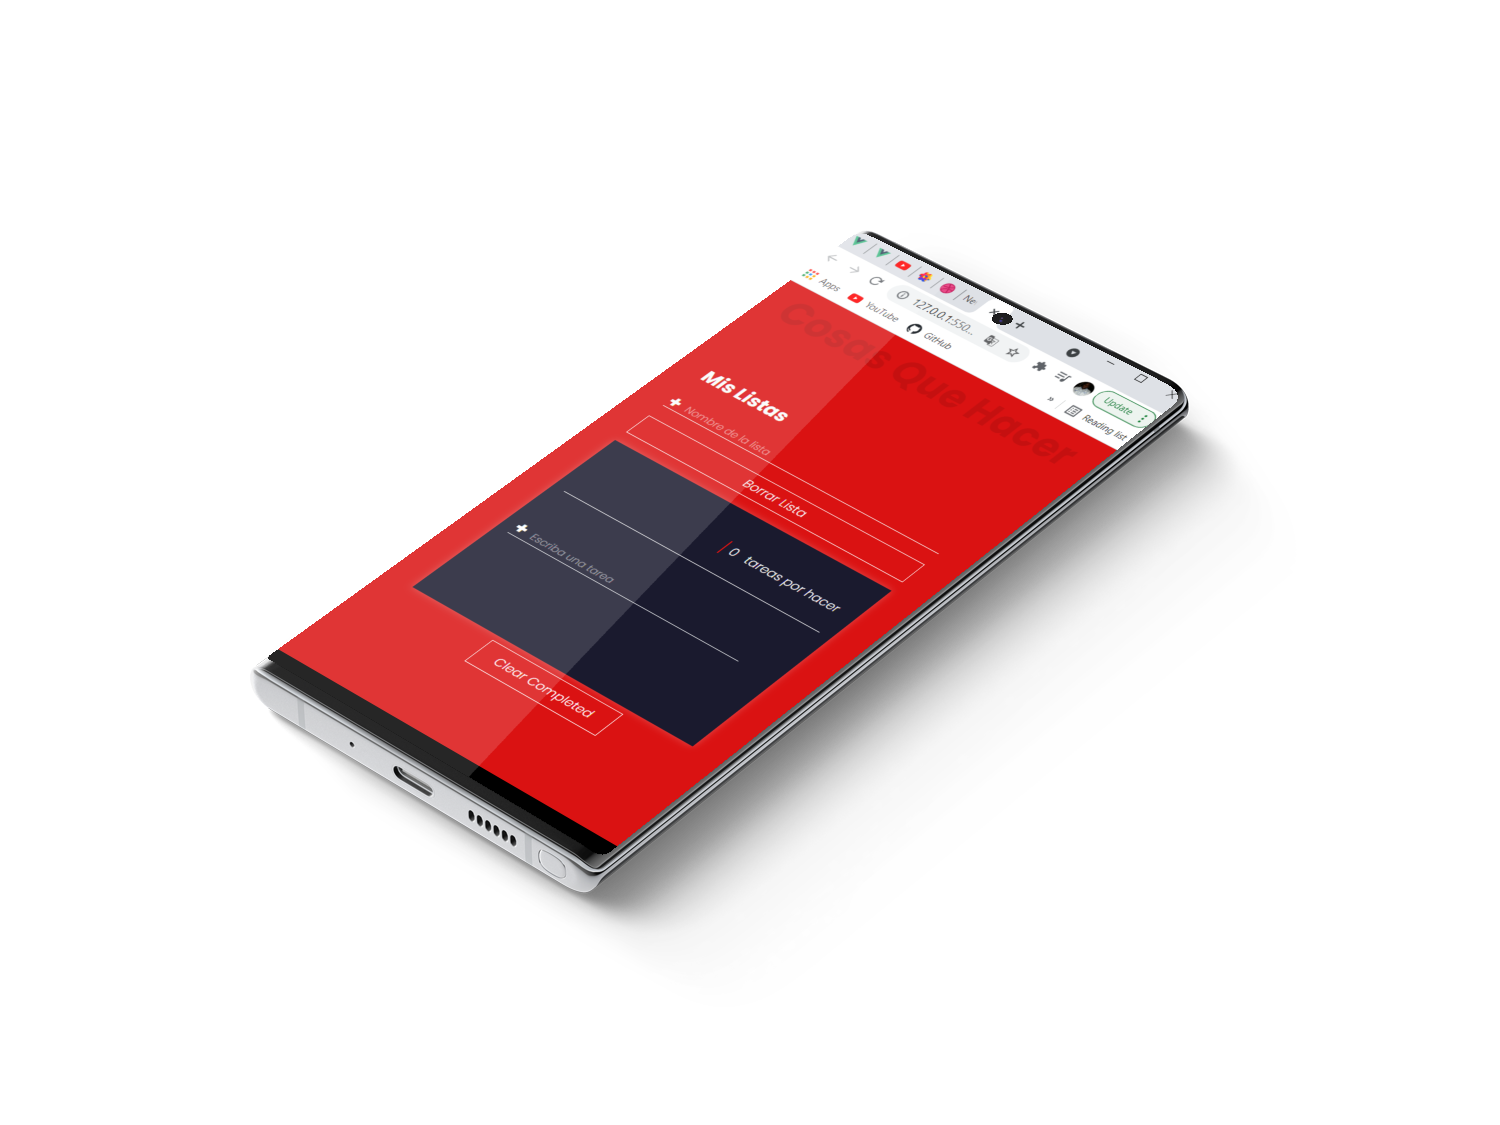 Ne
127.0.0.1:550...
Update
Apps
YouTube
GitHub
»
Reading list
Cosas Que Hacer
Mis Listas
Nombre de la lista
Borrar Lista
0 tareas por hacer
Escriba una tarea
Clear Completed